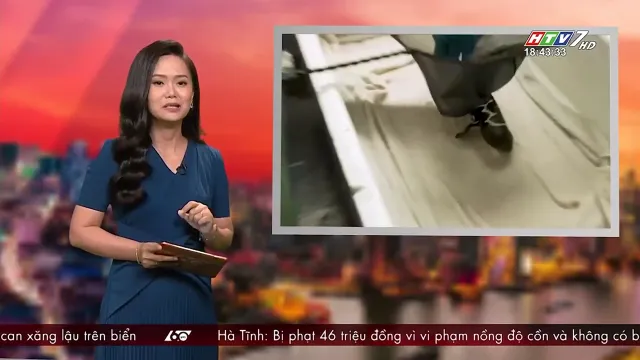 HTV7 HD
18:43:33
can xăng lậu trên biển 60 Hà Tĩnh: Bị phạt 46 triệu đồng vì vi phạm nồng độ cồn và không có b